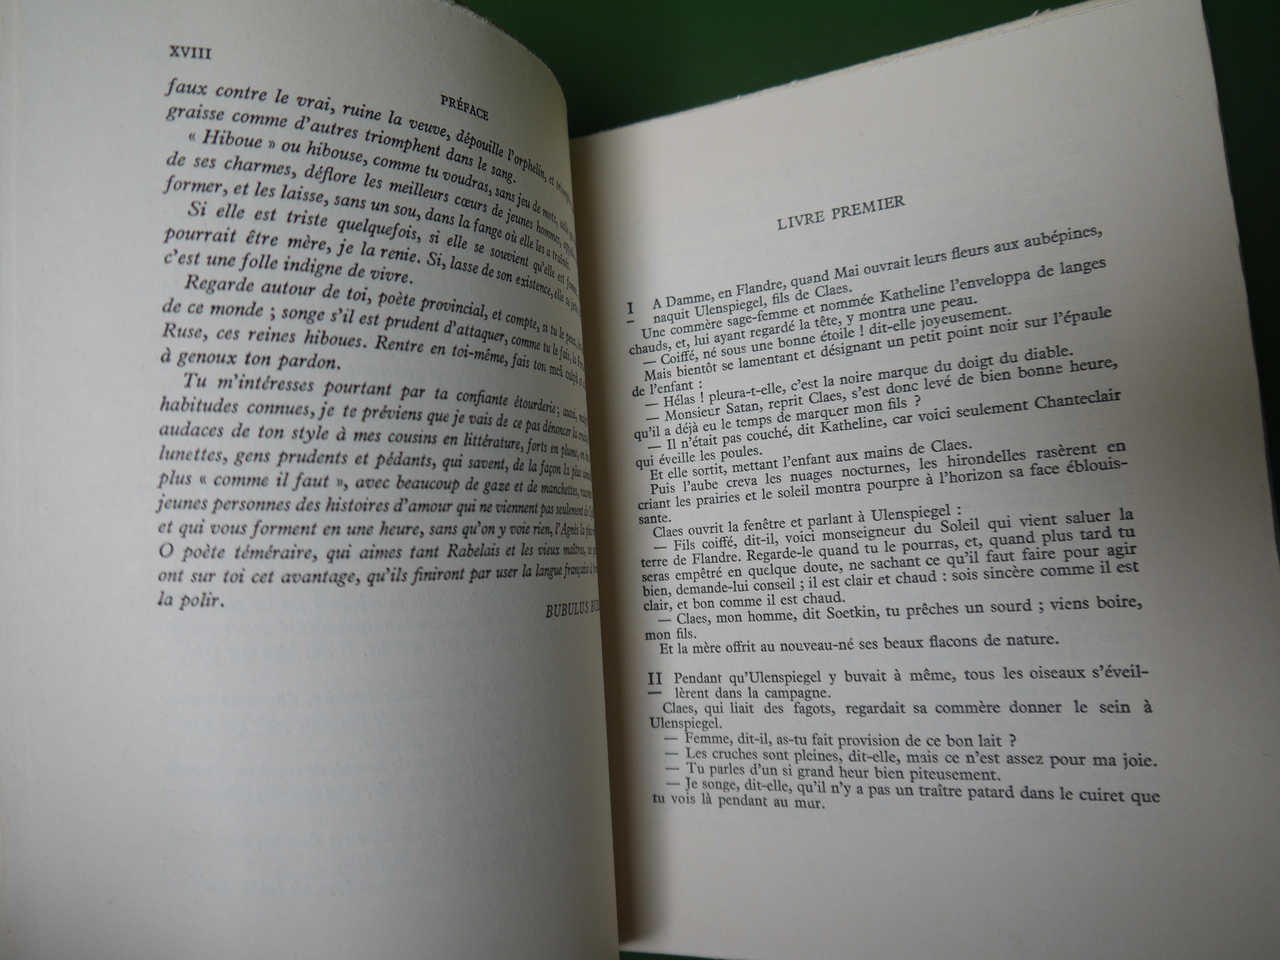 XVIII
PRÉFACE
faux contre le vrai, ruine la veuve, dépouille l'orphelin, et
graisse comme d'autres triomphent dans le sang.
« Hiboue » ou hibouse, comme tu voudras, sans jeu de mots,
de ses charmes, déflore les meilleurs cœurs de jeunes hommes,
former, et les laisse, sans un sou, dans la fange où elle les a traînés.
Si elle est triste quelquefois, si elle se souvient qu'elle est
pourrait être mère, je la renie. Si, lasse de son existence, elle se
c'est une folle indigne de vivre.
Regarde autour de toi, poète provincial, et compte, si tu le peux,
de ce monde ; songe s'il est prudent d'attaquer, comme tu le fais, la
Ruse, ces reines hiboues. Rentre en toi-même, fais ton meâ culpâ
à genoux ton pardon.
Tu m'intéresses pourtant par ta confiante étourderie ; aussi,
habitudes connues, je te préviens que je vais de ce pas dénoncer la
audaces de ton style à mes cousins en littérature, forts en plume, en
lunettes, gens prudents et pédants, qui savent, de la façon la plus
plus « comme il faut », avec beaucoup de gaze et de manchettes,
jeunes personnes des histoires d'amour qui ne viennent pas seulement de
et qui vous forment en une heure, sans qu'on y voie rien, l'Agnès la
O poète téméraire, qui aimes tant Rabelais et les vieux maîtres,
ont sur toi cet avantage, qu'ils finiront par user la langue française à
la polir.
BUBULUS
LIVRE PREMIER
I A Damme, en Flandre, quand Mai ouvrait leurs fleurs aux aubépines,
naquit Ulenspiegel, fils de Claes.
Une commère sage-femme et nommée Katheline l'enveloppa de langes
chauds, et, lui ayant regardé la tête, y montra une peau.
— Coiffé, né sous une bonne étoile ! dit-elle joyeusement.
Mais bientôt se lamentant et désignant un petit point noir sur l'épaule
de l'enfant :
— Hélas ! pleura-t-elle, c'est la noire marque du doigt du diable.
— Monsieur Satan, reprit Claes, s'est donc levé de bien bonne heure,
qu'il a déjà eu le temps de marquer mon fils ?
— Il n'était pas couché, dit Katheline, car voici seulement Chanteclair
qui éveille les poules.
Et elle sortit, mettant l'enfant aux mains de Claes.
Puis l'aube creva les nuages nocturnes, les hirondelles rasèrent en
criant les prairies et le soleil montra pourpre à l'horizon sa face éblouis-
sante.
Claes ouvrit la fenêtre et parlant à Ulenspiegel :
— Fils coiffé, dit-il, voici monseigneur du Soleil qui vient saluer la
terre de Flandre. Regarde-le quand tu le pourras, et, quand plus tard tu
seras empêtré en quelque doute, ne sachant ce qu'il faut faire pour agir
bien, demande-lui conseil ; il est clair et chaud : sois sincère comme il est
clair, et bon comme il est chaud.
— Claes, mon homme, dit Soetkin, tu prêches un sourd ; viens boire,
mon fils.
Et la mère offrit au nouveau-né ses beaux flacons de nature.
II Pendant qu'Ulenspiegel y buvait à même, tous les oiseaux s'éveil-
lèrent dans la campagne.
Claes, qui liait des fagots, regardait sa commère donner le sein à
Ulenspiegel.
— Femme, dit-il, as-tu fait provision de ce bon lait ?
— Les cruches sont pleines, dit-elle, mais ce n'est assez pour ma joie.
— Tu parles d'un si grand heur bien piteusement.
— Je songe, dit-elle, qu'il n'y a pas un traître patard dans le cuiret que
tu vois là pendant au mur.